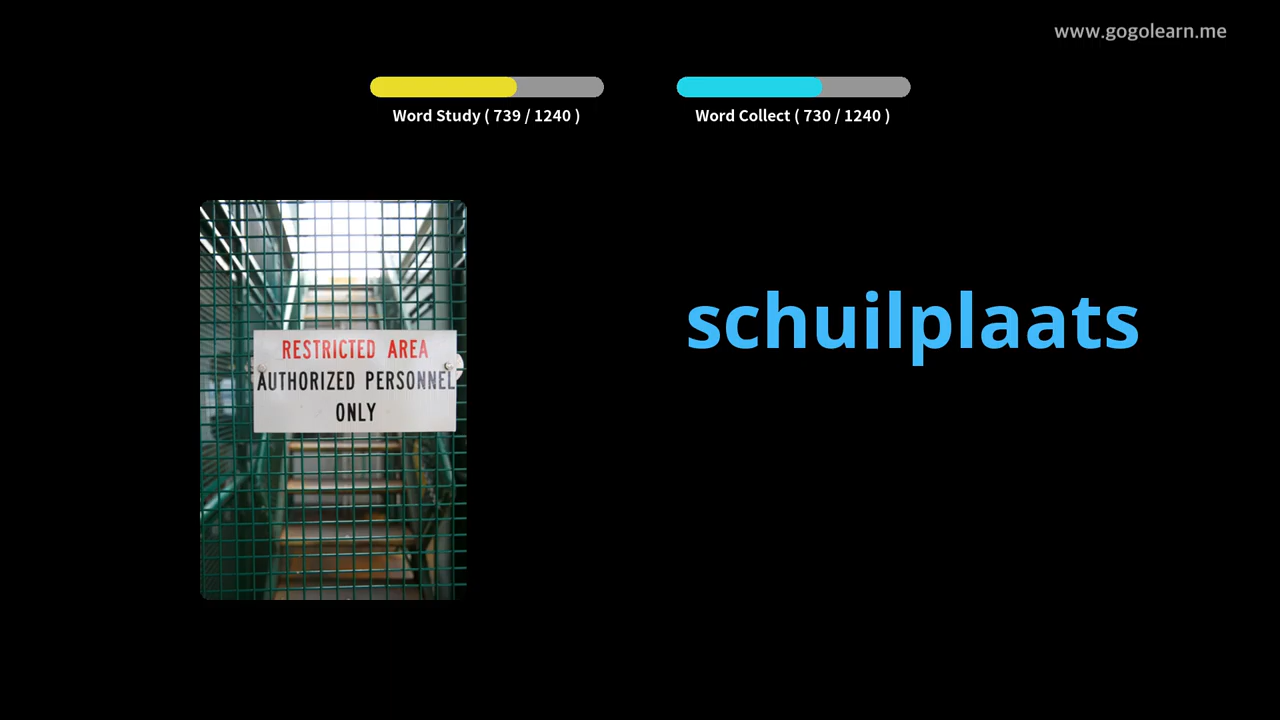 www.gogolearn.me
Word Study ( 739 / 1240 )
Word Collect ( 730 / 1240 )
RESTRICTED AREA
AUTHORIZED PERSONNEL
ONLY
schuilplaats